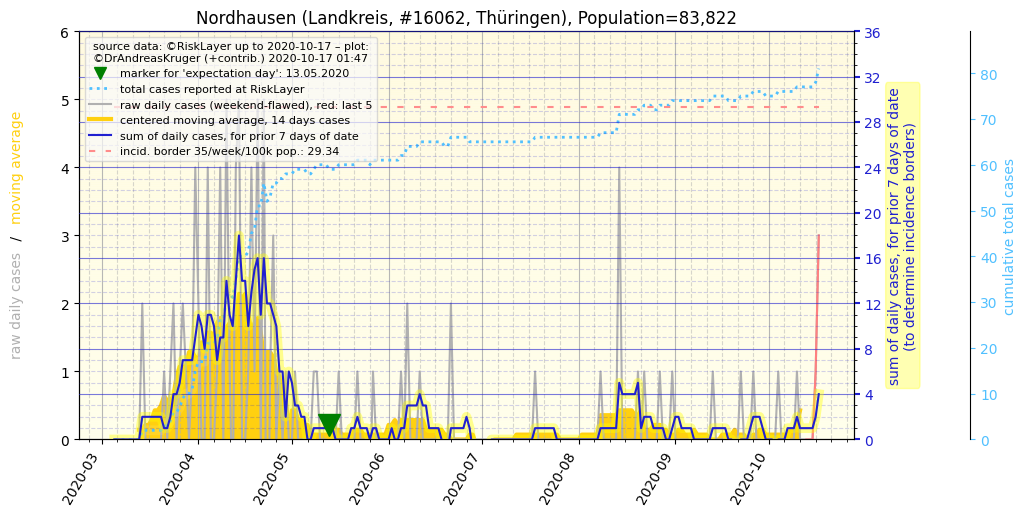 Nordhausen (Landkreis, #16062, Thüringen), Population=83,822
source data: ©RiskLayer up to 2020-10-17 – plot:
©DrAndreasKruger (+contrib.) 2020-10-17 01:47
marker for 'expectation day': 13.05.2020
total cases reported at RiskLayer
raw daily cases (weekend-flawed), red: last 5
centered moving average, 14 days cases
sum of daily cases, for prior 7 days of date
incid. border 35/week/100k pop.: 29.34
raw daily cases / moving average
6
5
4
3
2
1
0
36
32
28
24
20
16
12
8
4
0
sum of daily cases, for prior 7 days of date
(to determine incidence borders)
80
70
60
50
40
30
20
10
0
cumulative total cases
2020-03
2020-04
2020-05
2020-06
2020-07
2020-08
2020-09
2020-10